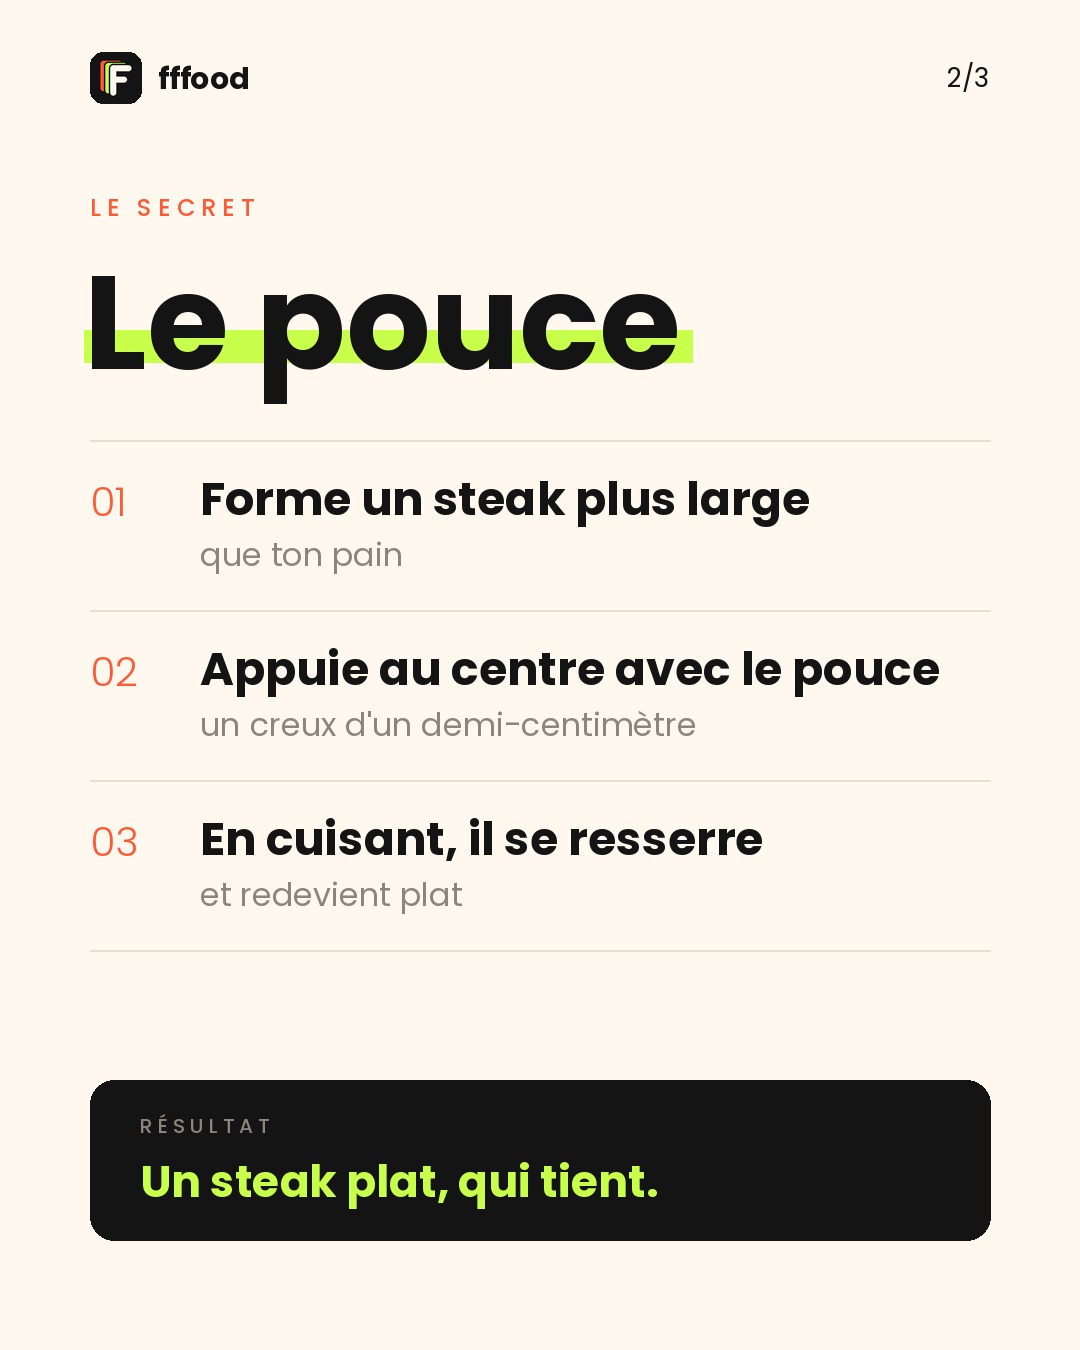 fffood
2/3
LE SECRET
Le pouce
01
Forme un steak plus large
que ton pain
02
Appuie au centre avec le pouce
un creux d'un demi-centimètre
03
En cuisant, il se resserre
et redevient plat
RÉSULTAT
Un steak plat, qui tient.